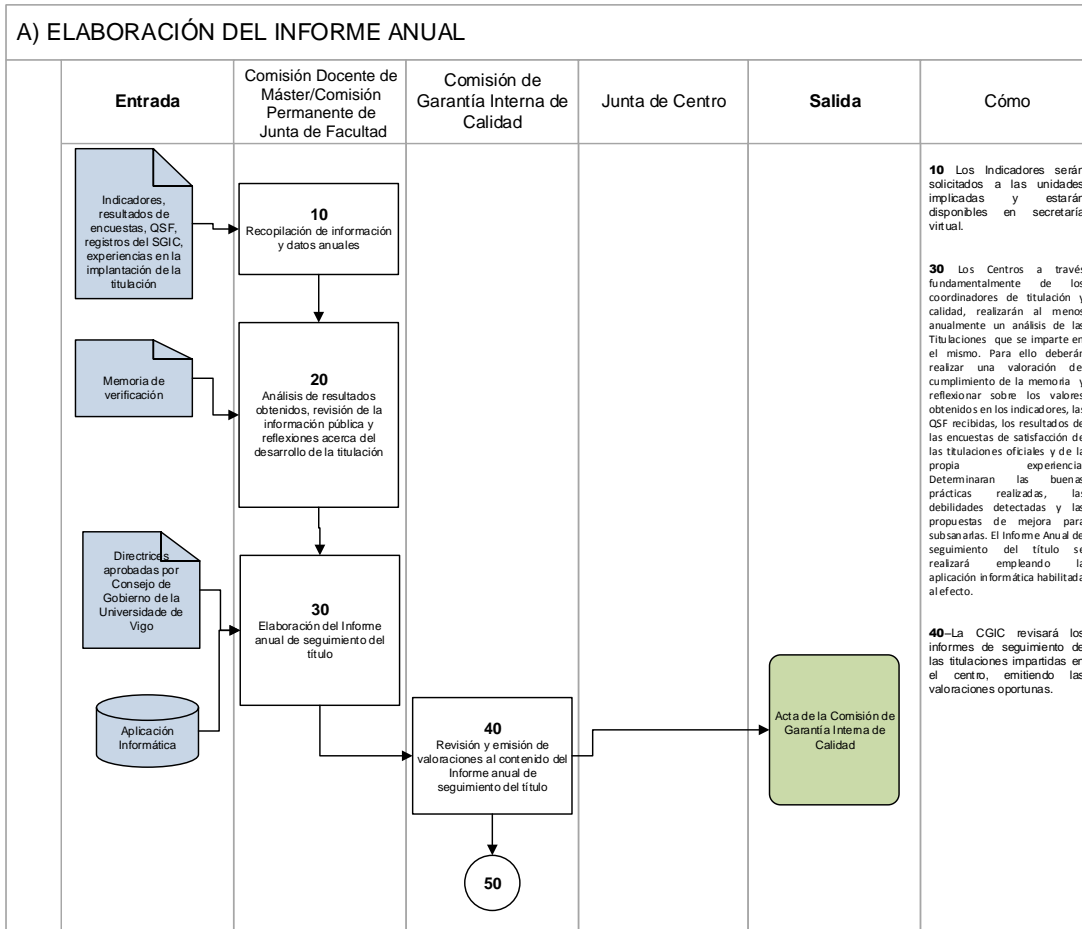 A) ELABORACIÓN DEL INFORME ANUAL
Entrada
Comisión Docente de
Máster/Comisión
Permanente de
Junta de Facultad
Comisión de
Garantía Interna de
Calidad
Junta de Centro
Salida
Cómo
Indicadores,
resultados de
encuestas, QSF,
registros del SGIC,
experiencias en la
implantación de la
titulación
10
Recopilación de información
y datos anuales
Memoria de
verificación
20
Análisis de resultados
obtenidos, revisión de la
información pública y
reflexiones acerca del
desarrollo de la titulación
Directrices
aprobadas por
Consejo de
Gobierno de la
Universidade de
Vigo
30
Elaboración del Informe
anual de seguimiento del
título
Aplicación
Informática
40
Revisión y emisión de
valoraciones al contenido del
Informe anual de
seguimiento del título
50
Acta de la Comisión de
Garantía Interna de
Calidad
10 Los Indicadores serán
solicitados a las unidades
implicadas y estarán
disponibles en secretaría
virtual.
30 Los Centros a través
fundamentalmente de los
coordinadores de titulación y
calidad, realizarán al menos
anualmente un análisis de las
Titulaciones que se imparte en
el mismo. Para ello deberán
realizar una valoración del
cumplimiento de la memoria y
reflexionar sobre los valores
obtenidos en los indicadores, las
QSF recibidas, los resultados de
las encuestas de satisfacción de
las titulaciones oficiales y de la
propia experiencia.
Determinaran las buenas
prácticas realizadas, las
debilidades detectadas y las
propuestas de mejora para
subsanarlas. El Informe Anual de
seguimiento del título se
realizará empleando la
aplicación informática habilitada
al efecto.
40–La CGIC revisará los
informes de seguimiento de
las titulaciones impartidas en
el centro, emitiendo las
valoraciones oportunas.